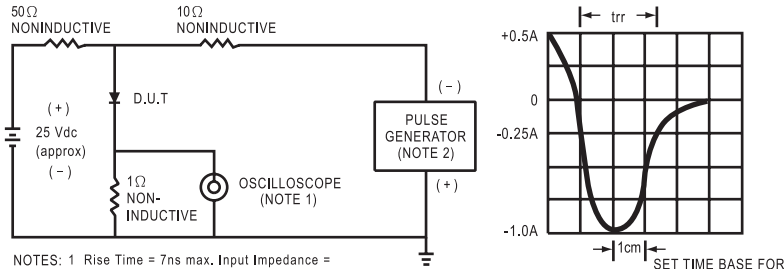 50Ω
NONINDUCTIVE
10Ω
NONINDUCTIVE
(+)
25 Vdc
(approx)
(−)
D.U.T
1Ω
NON-
INDUCTIVE
OSCILLOSCOPE
(NOTE 1)
(−)
PULSE
GENERATOR
(NOTE 2)
(+)
NOTES: 1 Rise Time = 7ns max. Input Impedance =
trr
+0.5A
0
-0.25A
-1.0A
1cm
SET TIME BASE FOR